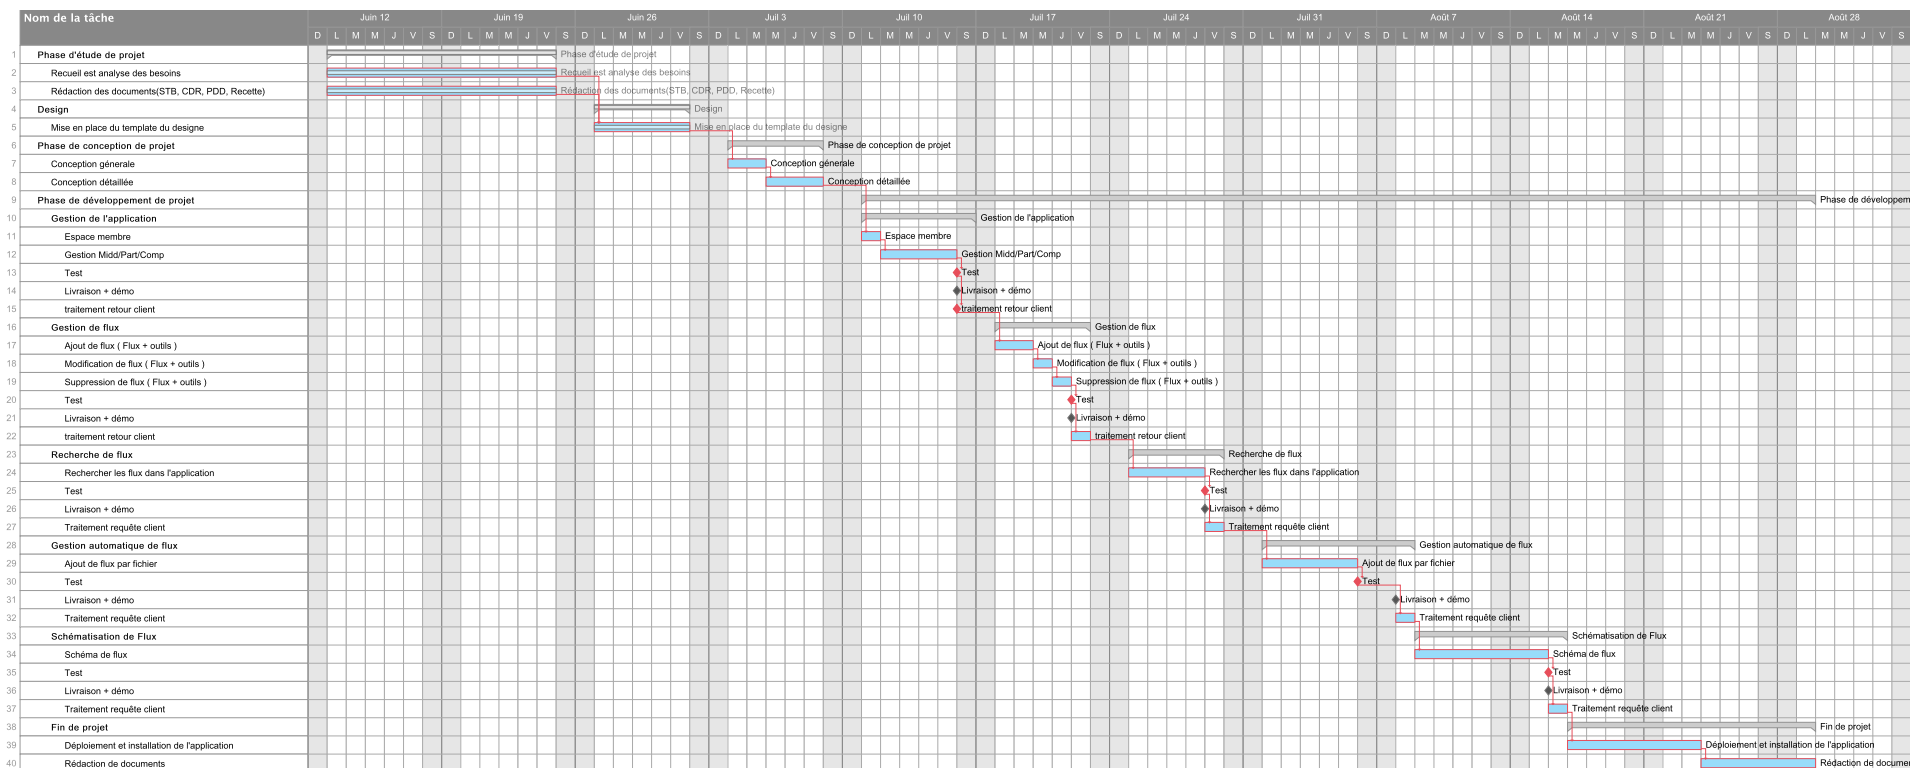 Nom de la tâche
Juin 12 Juin 19 Juin 26 Juil 3 Juil 10 Juil 17 Juil 24 Juil 31 Août 7 Août 14 Août 21 Août 28
D L M M J V S D L M M J V S D L M M J V S D L M M J V S D L M M J V S D L M M J V S D L M M J V S D L M M J V S D L M M J V S D L M M J V S D L M M J V S D L M M J V S
1 Phase d'étude de projet Phase d'étude de projet
2 Recueil est analyse des besoins Recueil est analyse des besoins
3 Rédaction des documents(STB, CDR, PDD, Recette) Rédaction des documents(STB, CDR, PDD, Recette)
4 Design Design
5 Mise en place du template du designe Mise en place du template du designe
6 Phase de conception de projet Phase de conception de projet
7 Conception génerale Conception génerale
8 Conception détaillée Conception détaillée
9 Phase de développement de projet Phase de développem
10 Gestion de l'application Gestion de l'application
11 Espace membre Espace membre
12 Gestion Midd/Part/Comp Gestion Midd/Part/Comp
13 Test Test
14 Livraison + démo Livraison + démo
15 traitement retour client traitement retour client
16 Gestion de flux Gestion de flux
17 Ajout de flux ( Flux + outils ) Ajout de flux ( Flux + outils )
18 Modification de flux ( Flux + outils ) Modification de flux ( Flux + outils )
19 Suppression de flux ( Flux + outils ) Suppression de flux ( Flux + outils )
20 Test Test
21 Livraison + démo Livraison + démo
22 traitement retour client traitement retour client
23 Recherche de flux Recherche de flux
24 Rechercher les flux dans l'application Rechercher les flux dans l'application
25 Test Test
26 Livraison + démo Livraison + démo
27 Traitement requête client Traitement requête client
28 Gestion automatique de flux Gestion automatique de flux
29 Ajout de flux par fichier Ajout de flux par fichier
30 Test Test
31 Livraison + démo Livraison + démo
32 Traitement requête client Traitement requête client
33 Schématisation de Flux Schématisation de Flux
34 Schéma de flux Schéma de flux
35 Test Test
36 Livraison + démo Livraison + démo
37 Traitement requête client Traitement requête client
38 Fin de projet Fin de projet
39 Déploiement et installation de l'application Déploiement et installation de l'application
40 Rédaction de documents Rédaction de documen